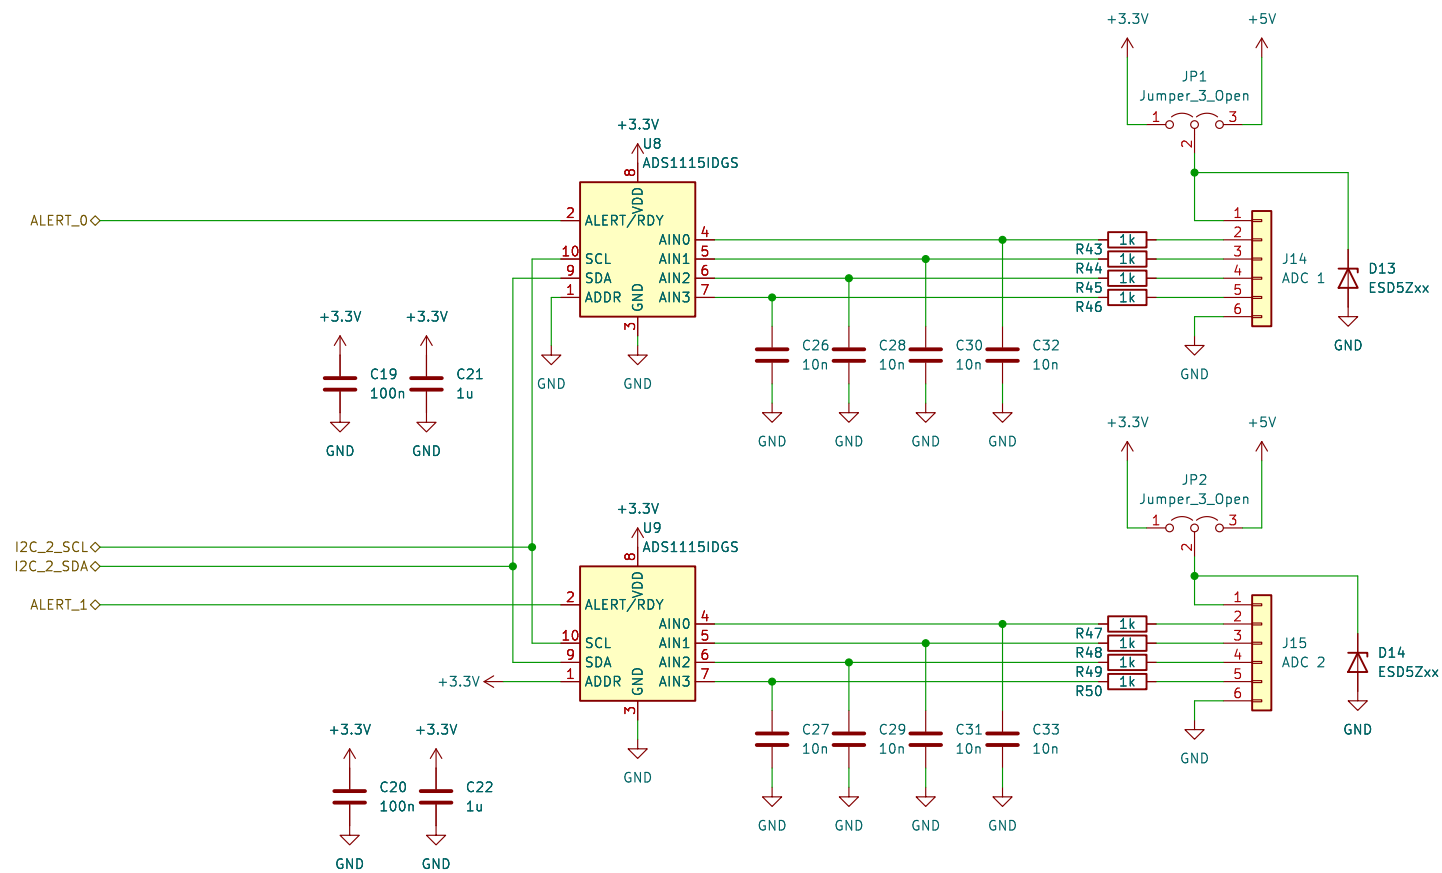 +3.3V
+5V
JP1
Jumper_3_Open
1
3
2
+3.3V
U8
ADS1115IDGS
8
VDD
ALERT_0
2
ALERT/RDY
AIN0
4
10
SCL
AIN1
5
9
SDA
AIN2
6
1
ADDR
AIN3
7
GND
3
1k
R43
1k
R44
1k
R45
1k
R46
1
2
3
4
5
6
J14
ADC 1
D13
ESD5Zxx
GND
+3.3V
+3.3V
C19
100n
C21
1u
GND
GND
GND
GND
C26
10n
C28
10n
C30
10n
C32
10n
GND
GND
GND
GND
GND
+3.3V
+5V
JP2
Jumper_3_Open
1
3
2
+3.3V
U9
ADS1115IDGS
8
VDD
I2C_2_SCL
I2C_2_SDA
ALERT_1
2
ALERT/RDY
AIN0
4
10
SCL
AIN1
5
9
SDA
AIN2
6
+3.3V
1
ADDR
AIN3
7
GND
3
1k
R47
1k
R48
1k
R49
1k
R50
1
2
3
4
5
6
J15
ADC 2
D14
ESD5Zxx
GND
+3.3V
+3.3V
C20
100n
C22
1u
GND
GND
GND
C27
10n
C29
10n
C31
10n
C33
10n
GND
GND
GND
GND
GND